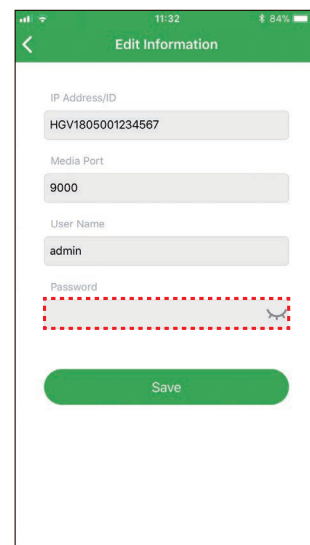 11:32
84%
Edit Information
IP Address/ID
HGV1805001234567
Media Port
9000
User Name
admin
Password
Save